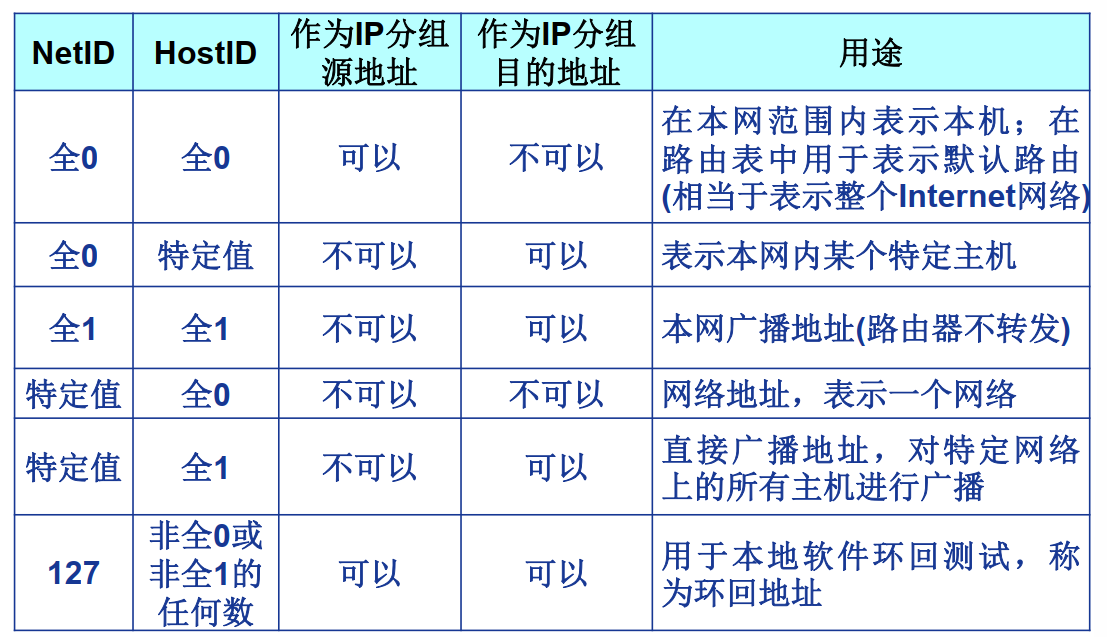 NetID
HostID
作为IP分组
源地址
作为IP分组
目的地址
用途
全0
全0
可以
不可以
在本网范围内表示本机；在
路由表中用于表示默认路由
(相当于表示整个Internet网络)
全0
特定值
不可以
可以
表示本网内某个特定主机
全1
全1
不可以
可以
本网广播地址(路由器不转发)
特定值
全0
不可以
不可以
网络地址，表示一个网络
特定值
全1
不可以
可以
直接广播地址，对特定网络
上的所有主机进行广播
127
非全0或
非全1的
任何数
可以
可以
用于本地软件环回测试，称
为环回地址